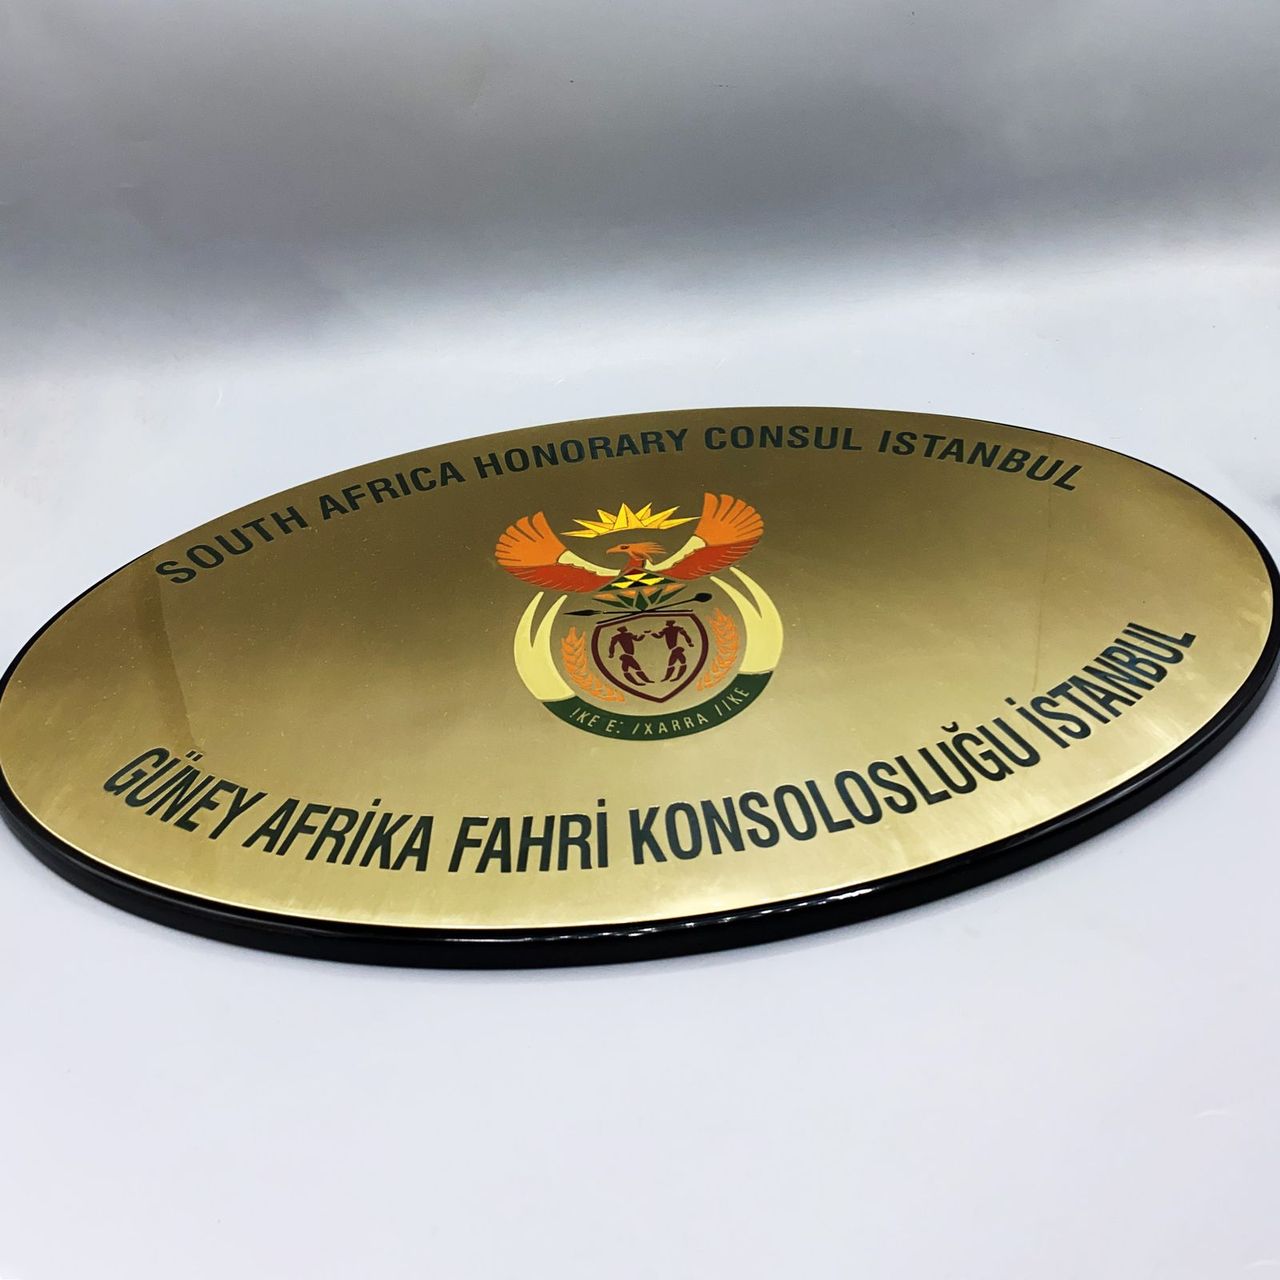 SOUTH AFRICA HONORARY CONSUL ISTANBUL
!KE E: /XARRA //KE
GÜNEY AFRİKA FAHRİ KONSOLOSLUĞU İSTANBUL